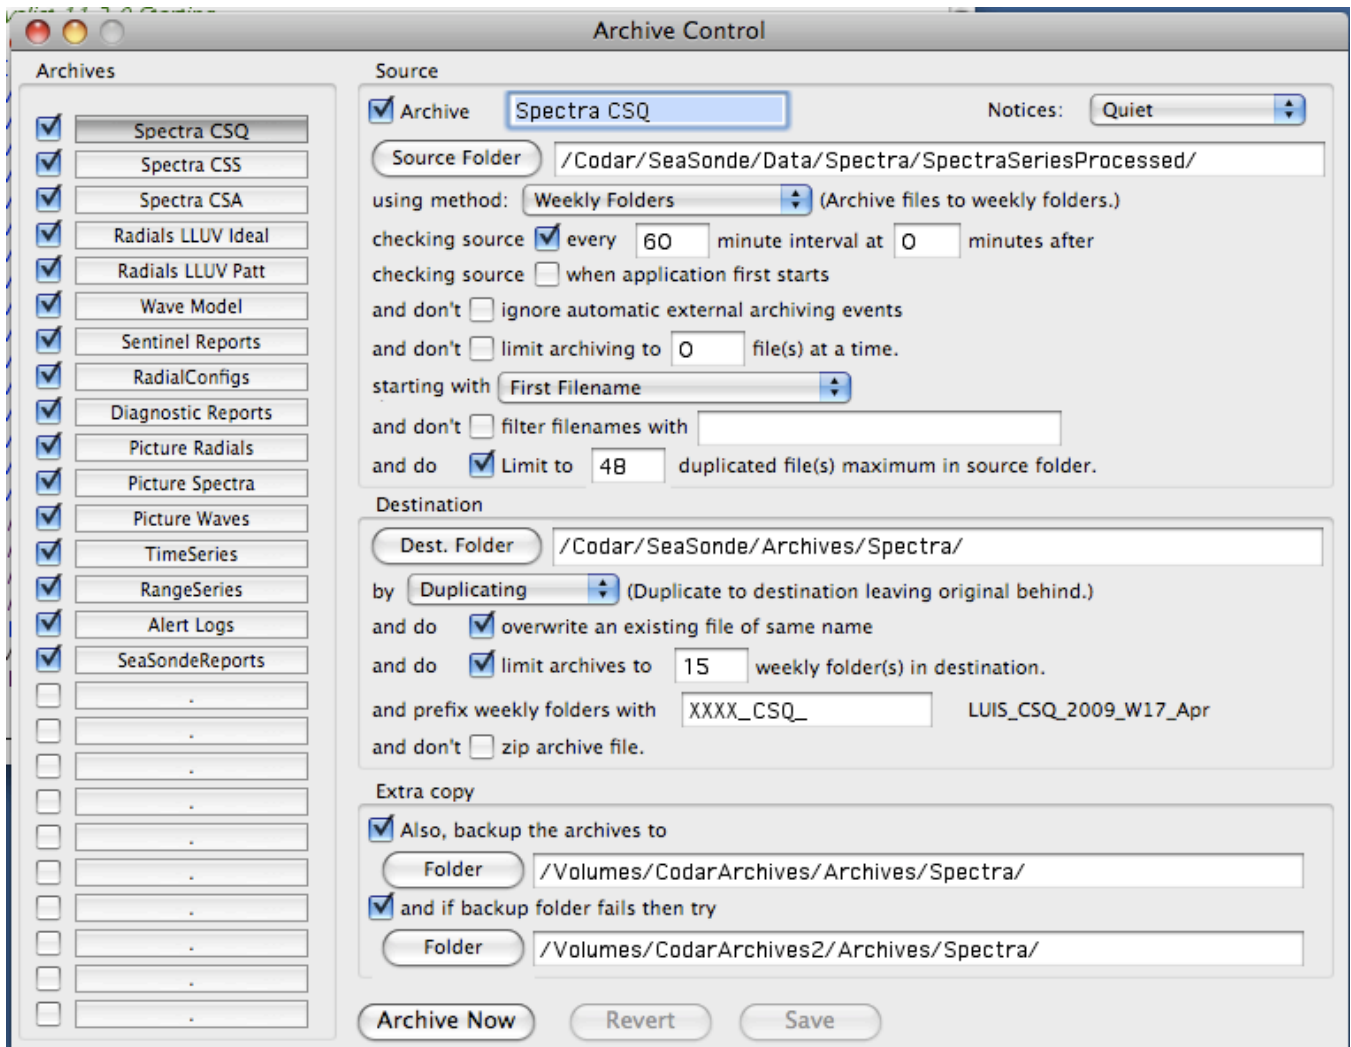 Archive Control
Archives
Spectra CSQ
Spectra CSS
Spectra CSA
Radials LLUV Ideal
Radials LLUV Patt
Wave Model
Sentinel Reports
RadialConfigs
Diagnostic Reports
Picture Radials
Picture Spectra
Picture Waves
TimeSeries
RangeSeries
Alert Logs
SeaSondeReports
.
.
.
.
.
.
.
.
.
.
Source
Archive Spectra CSQ Notices: Quiet
Source Folder /Codar/SeaSonde/Data/Spectra/SpectraSeriesProcessed/
using method: Weekly Folders (Archive files to weekly folders.)
checking source every 60 minute interval at 0 minutes after
checking source when application first starts
and don't ignore automatic external archiving events
and don't limit archiving to 0 file(s) at a time.
starting with First Filename
and don't filter filenames with
and do Limit to 48 duplicated file(s) maximum in source folder.
Destination
Dest. Folder /Codar/SeaSonde/Archives/Spectra/
by Duplicating (Duplicate to destination leaving original behind.)
and do overwrite an existing file of same name
and do limit archives to 15 weekly folder(s) in destination.
and prefix weekly folders with XXXX_CSQ_ LUIS_CSQ_2009_W17_Apr
and don't zip archive file.
Extra copy
Also, backup the archives to
Folder /Volumes/CodarArchives/Archives/Spectra/
and if backup folder fails then try
Folder /Volumes/CodarArchives2/Archives/Spectra/
Archive Now Revert Save